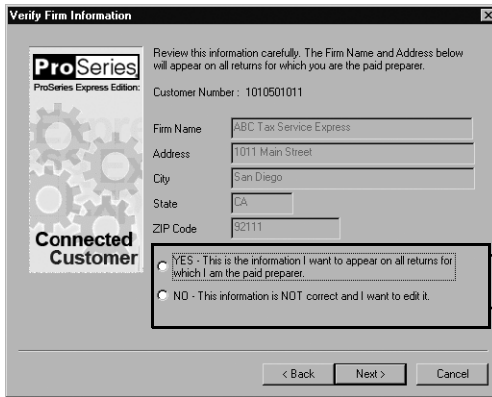 Verify Firm Information
ProSeries
ProSeries Express Edition:
Connected
Customer
Review this information carefully. The Firm Name and Address below
will appear on all returns for which you are the paid preparer.
Customer Number : 1010501011
Firm Name ABC Tax Service Express
Address 1011 Main Street
City San Diego
State CA
ZIP Code 92111
YES - This is the information I want to appear on all returns for
which I am the paid preparer.
NO - This information is NOT correct and I want to edit it.
< Back Next > Cancel